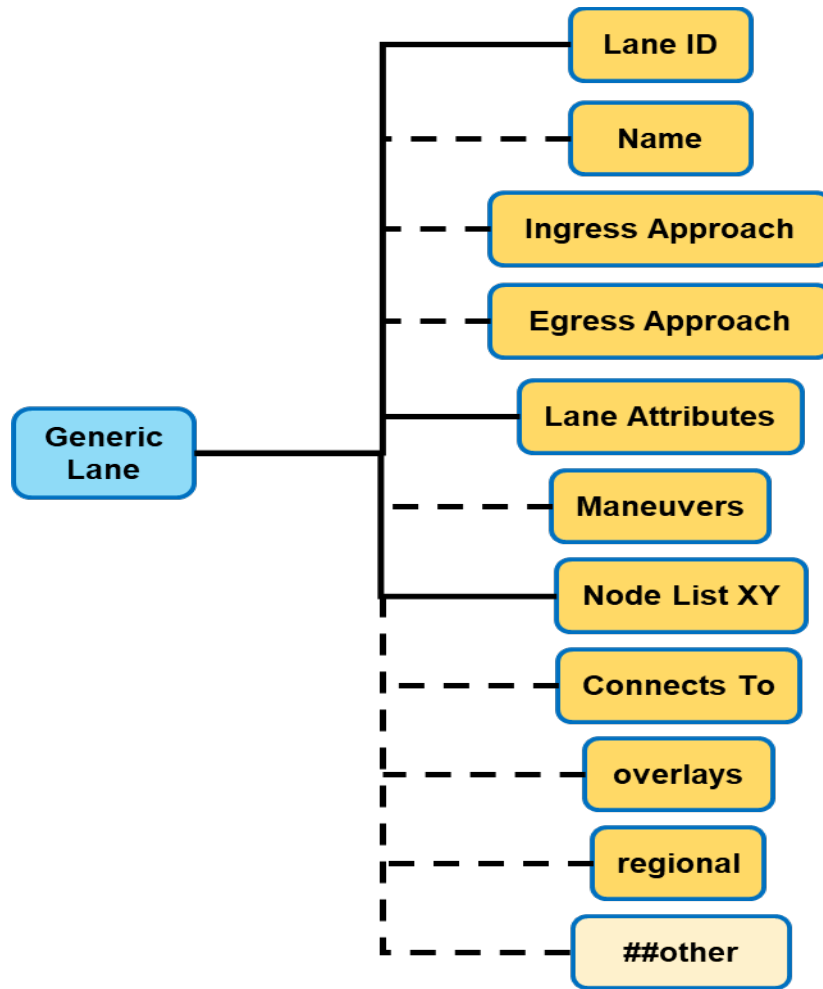 Lane ID
Name
Ingress Approach
Egress Approach
Generic
Lane
Lane Attributes
Maneuvers
Node List XY
Connects To
overlays
regional
##other